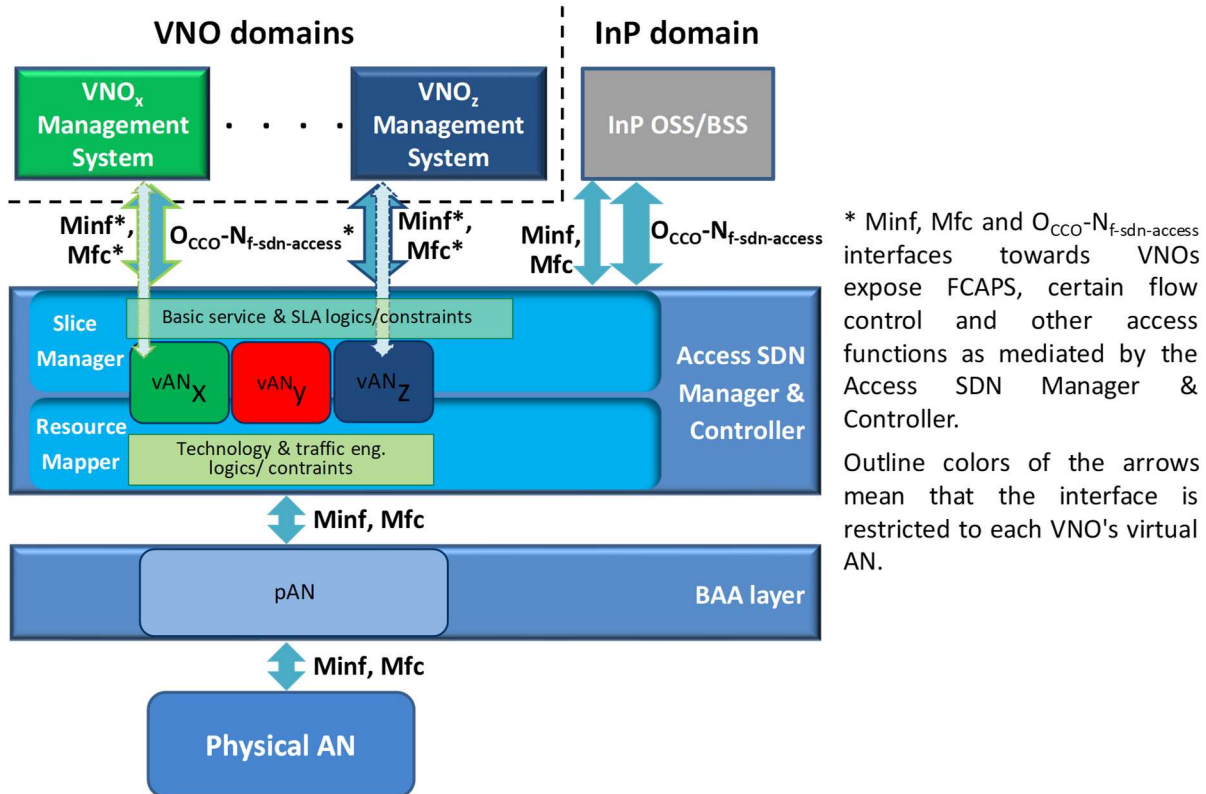 VNO domains
InP domain
VNOx
Management
System
. . . .
VNOz
Management
System
InP OSS/BSS
Minf*,
Mfc*
OCCO-Nf-sdn-access*
Minf*,
Mfc*
Minf,
Mfc
OCCO-Nf-sdn-access
Slice
Manager
Basic service & SLA logics/constraints
vANx
vANy
vANz
Resource
Mapper
Technology & traffic eng.
logics/ contraints
Access SDN
Manager &
Controller
Minf, Mfc
pAN
BAA layer
Minf, Mfc
Physical AN
* Minf, Mfc and OCCO-Nf-sdn-access
interfaces towards VNOs
expose FCAPS, certain flow
control and other access
functions as mediated by the
Access SDN Manager &
Controller.
Outline colors of the arrows
mean that the interface is
restricted to each VNO's virtual
AN.